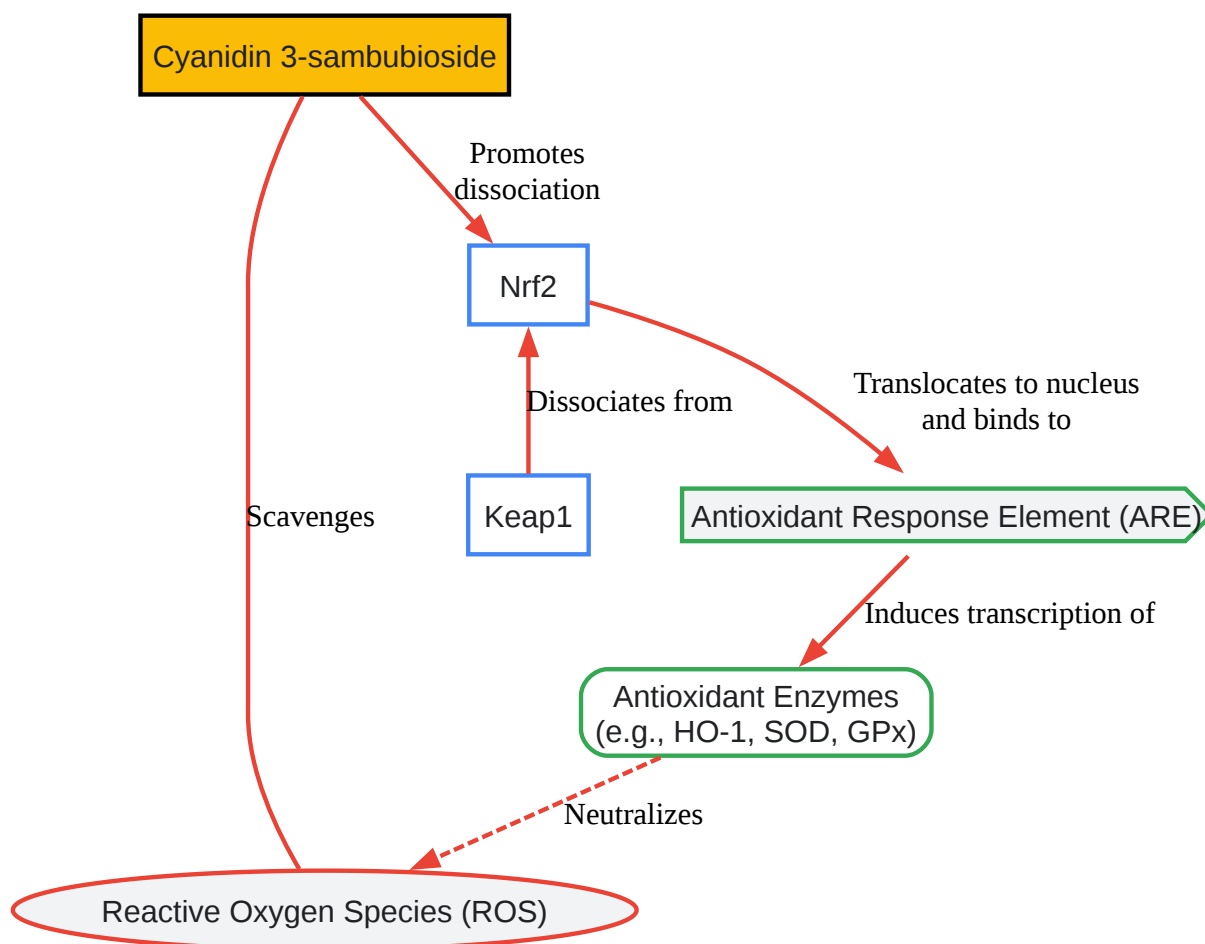 Cyanidin 3-sambubioside
Promotes
dissociation
Nrf2
Translocates to nucleus
and binds to
Dissociates from
Scavenges
Keap1
Antioxidant Response Element (ARE)
Induces transcription of
Antioxidant Enzymes
(e.g., HO-1, SOD, GPx)
Neutralizes
Reactive Oxygen Species (ROS)